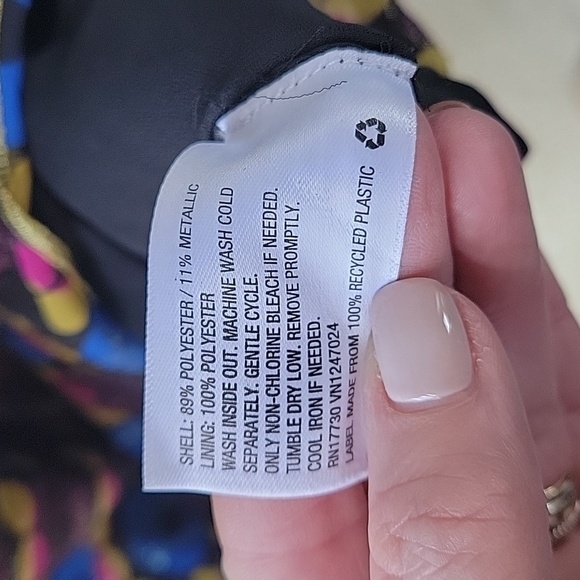 SHELL: 89% POLYESTER / 11% METALLIC
LINING: 100% POLYESTER
WASH INSIDE OUT. MACHINE WASH COLD
SEPARATELY. GENTLE CYCLE.
ONLY NON-CHLORINE BLEACH IF NEEDED.
TUMBLE DRY LOW. REMOVE PROMPTLY.
COOL IRON IF NEEDED.
RN17730 VN1247024
LABEL MADE FROM 100% RECYCLED PLASTIC